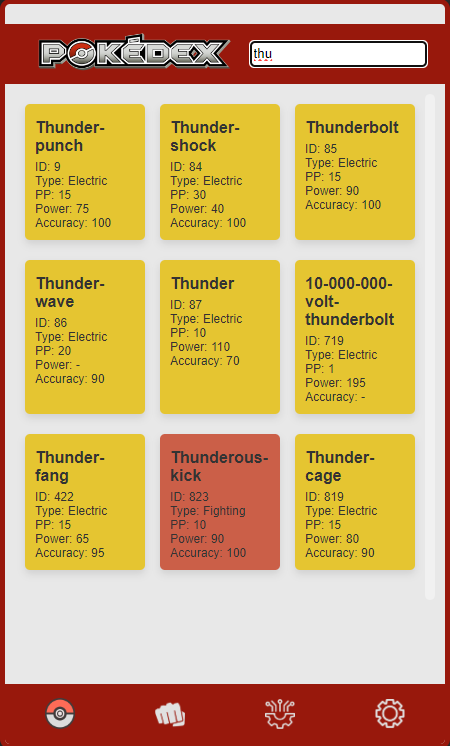 POKÉDEX
thu
Thunder-
punch
ID: 9
Type: Electric
PP: 15
Power: 75
Accuracy: 100
Thunder-
shock
ID: 84
Type: Electric
PP: 30
Power: 40
Accuracy: 100
Thunderbolt
ID: 85
Type: Electric
PP: 15
Power: 90
Accuracy: 100
Thunder-
wave
ID: 86
Type: Electric
PP: 20
Power: -
Accuracy: 90
Thunder
ID: 87
Type: Electric
PP: 10
Power: 110
Accuracy: 70
10-000-000-
volt-
thunderbolt
ID: 719
Type: Electric
PP: 1
Power: 195
Accuracy: -
Thunder-
fang
ID: 422
Type: Electric
PP: 15
Power: 65
Accuracy: 95
Thunderous-
kick
ID: 823
Type: Fighting
PP: 10
Power: 90
Accuracy: 100
Thunder-
cage
ID: 819
Type: Electric
PP: 15
Power: 80
Accuracy: 90